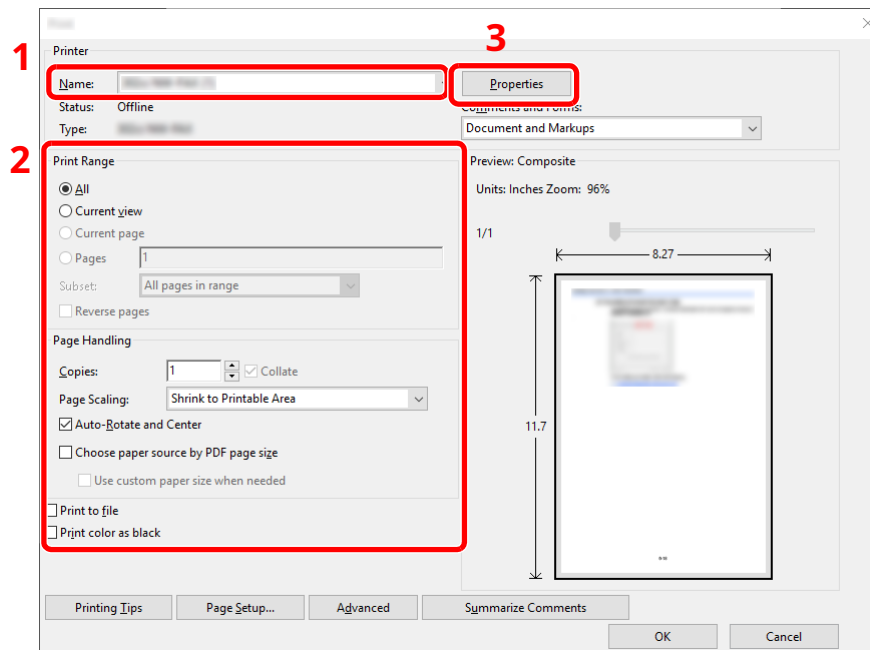 1
3
Printer
Name:
Properties
Status: Offline
Comments and Forms:
Type:
Document and Markups
2
Print Range
Preview: Composite
All
Units: Inches Zoom: 96%
Current view
Current page
1/1
Pages 1
8.27
Subset: All pages in range
Reverse pages
Page Handling
Copies: 1 Collate
Page Scaling: Shrink to Printable Area
Auto-Rotate and Center
11.7
Choose paper source by PDF page size
Use custom paper size when needed
Print to file
Print color as black
Printing Tips Page Setup... Advanced Summarize Comments
OK Cancel